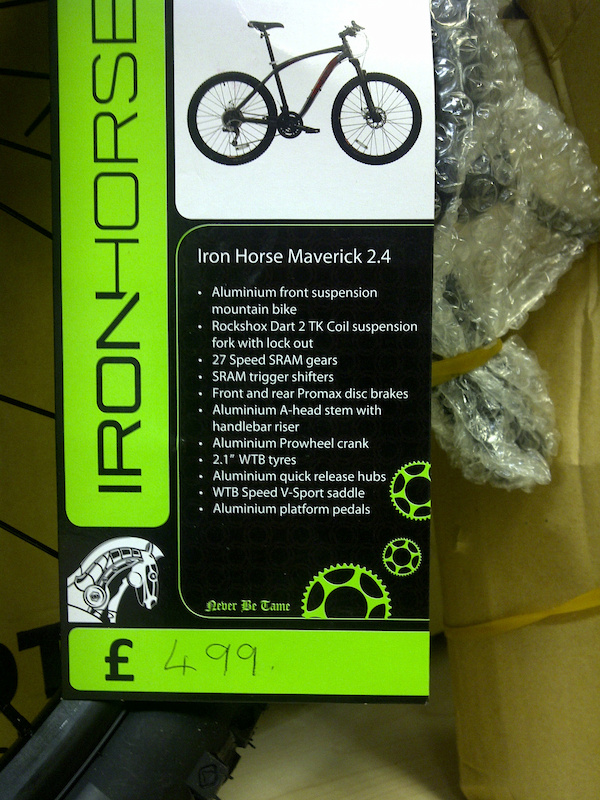 IRONHORSE
Iron Horse Maverick 2.4
• Aluminium front suspension
mountain bike
• Rockshox Dart 2 TK Coil suspension
fork with lock out
• 27 Speed SRAM gears
• SRAM trigger shifters
• Front and rear Promax disc brakes
• Aluminium A-head stem with
handlebar riser
• Aluminium Prowheel crank
• 2.1" WTB tyres
• Aluminium quick release hubs
• WTB Speed V-Sport saddle
• Aluminium platform pedals
Never Be Tame
£ 499.